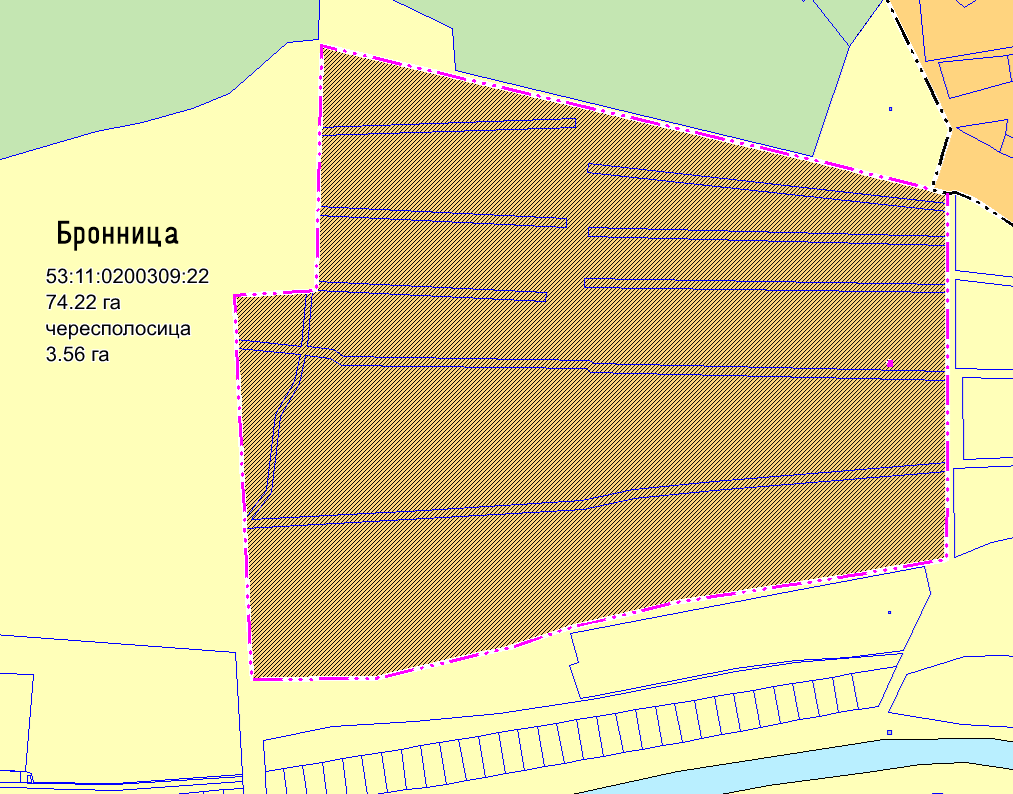 Бронница
53:11:0200309:22
74.22 га
чересполосица
3.56 га